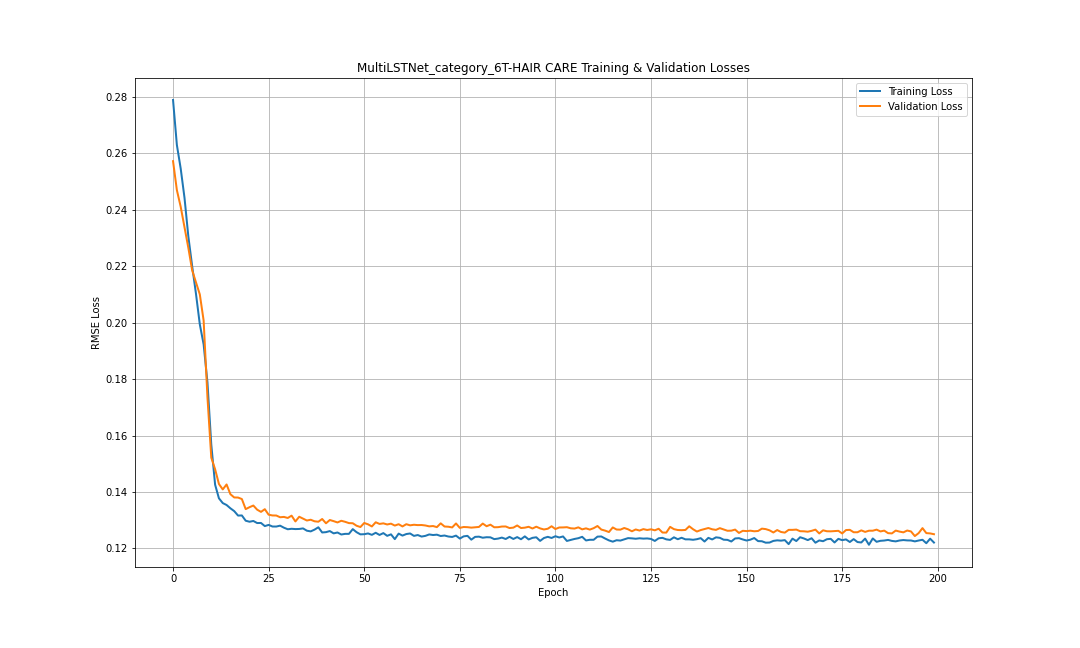 MultiLSTNet_category_6T-HAIR CARE Training & Validation Losses
Training Loss
Validation Loss
RMSE Loss
0.28
0.26
0.24
0.22
0.20
0.18
0.16
0.14
0.12
0 25 50 75 100 125 150 175 200
Epoch